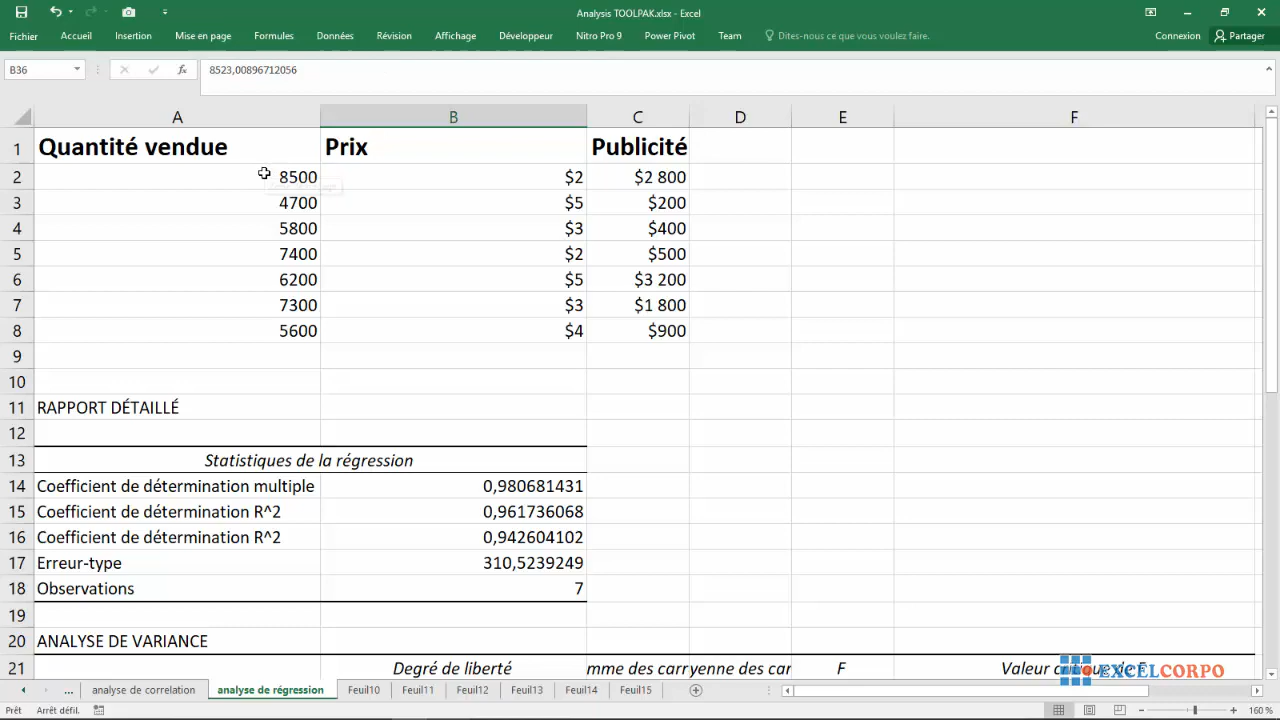 Analysis TOOLPAK.xlsx - Excel
Fichier Accueil Insertion Mise en page Formules Données Révision Affichage Développeur Nitro Pro 9 Power Pivot Team Dites-nous ce que vous voulez faire. Connexion Partager
B36 fx 8523,00896712056
A B C D E F
1 Quantité vendue Prix Publicité
2 8500 $2 $2 800
3 4700 $5 $200
4 5800 $3 $400
5 7400 $2 $500
6 6200 $5 $3 200
7 7300 $3 $1 800
8 5600 $4 $900
9
10
11 RAPPORT DÉTAILLÉ
12
13 Statistiques de la régression
14 Coefficient de détermination multiple 0,980681431
15 Coefficient de détermination R^2 0,961736068
16 Coefficient de détermination R^2 0,942604102
17 Erreur-type 310,5239249
18 Observations 7
19
20 ANALYSE DE VARIANCE
21 Degré de liberté mme des carr yenne des car F Valeur
EXCELCORPO
... analyse de correlation analyse de régression Feuil10 Feuil11 Feuil12 Feuil13 Feuil14 Feuil15
Prêt Arrêt défil. 160 %